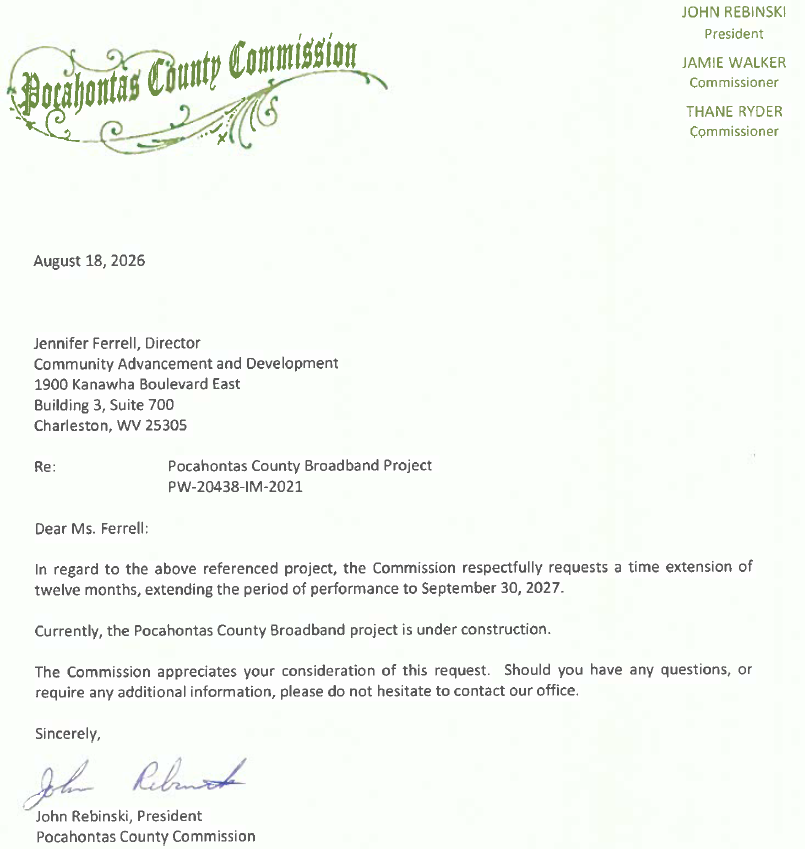 Pocahontas County Commission
JOHN REBINSKI
President
JAMIE WALKER
Commissioner
THANE RYDER
Commissioner
August 18, 2026
Jennifer Ferrell, Director
Community Advancement and Development
1900 Kanawha Boulevard East
Building 3, Suite 700
Charleston, WV 25305
Re: Pocahontas County Broadband Project
PW-20438-IM-2021
Dear Ms. Ferrell:
In regard to the above referenced project, the Commission respectfully requests a time extension of
twelve months, extending the period of performance to September 30, 2027.
Currently, the Pocahontas County Broadband project is under construction.
The Commission appreciates your consideration of this request. Should you have any questions, or
require any additional information, please do not hesitate to contact our office.
Sincerely,
John Rebinski
John Rebinski, President
Pocahontas County Commission